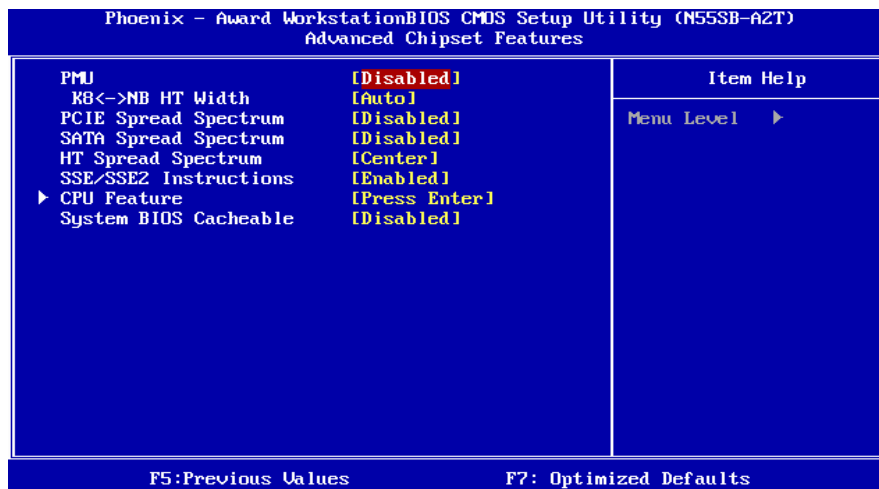 Phoenix - Award WorkstationBIOS CMOS Setup Utility (N55SB-A2T)
Advanced Chipset Features
PMU [Disabled]
K8<->NB HT Width [Auto]
PCIE Spread Spectrum [Disabled]
SATA Spread Spectrum [Disabled]
HT Spread Spectrum [Center]
SSE/SSE2 Instructions [Enabled]
CPU Feature [Press Enter]
System BIOS Cacheable [Disabled]
Item Help
Menu Level
F5:Previous Values F7: Optimized Defaults